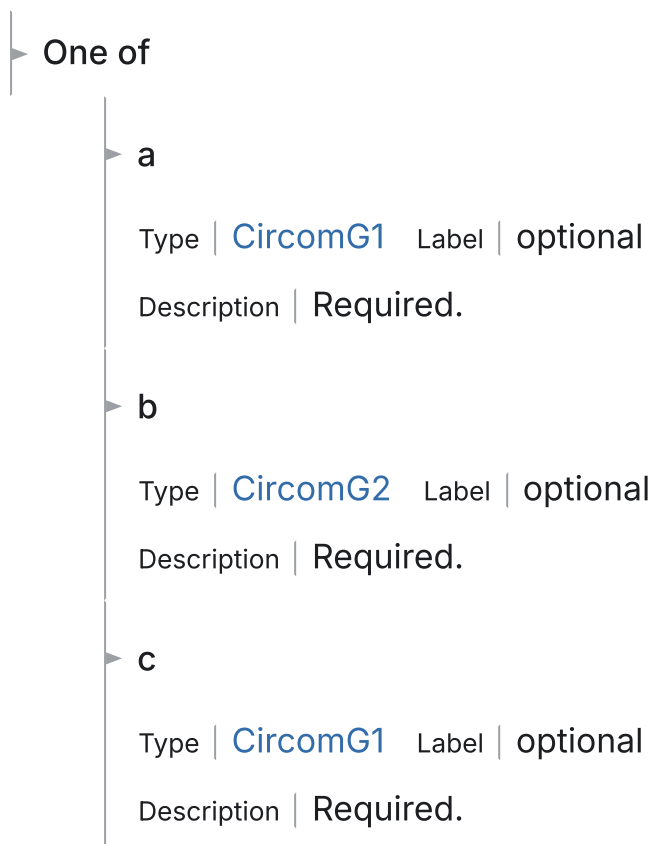 One of
a
Type | CircomG1 Label | optional
Description | Required.
b
Type | CircomG2 Label | optional
Description | Required.
c
Type | CircomG1 Label | optional
Description | Required.